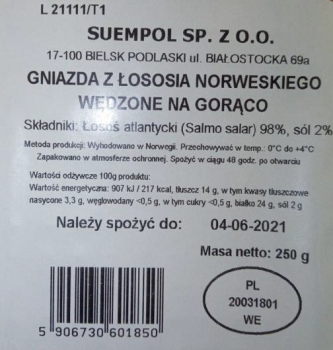 L 21111/T1
SUEMPOL SP. Z O.O.
17-100 BIELSK PODLASKI ul. BIAŁOSTOCKA 69a
GNIAZDA Z ŁOSOSIA NORWESKIEGO
WĘDZONE NA GORĄCO
Składniki: Łosoś atlantycki (Salmo salar) 98%, sól 2%
Metoda produkcji: Wyhodowano w Norwegii. Przechowywać w temp.: 0°C do +4°C
Zapakowano w atmosferze ochronnej. Spożyć w ciągu 48 godz. po otwarciu
Wartości odżywcze 100g produktu:
Wartość energetyczna: 907 kJ / 217 kcal, tłuszcz 14 g, w tym kwasy tłuszczowe
nasycone 3,3 g, węglowodany <0,5 g, w tym cukry <0,5 g, białko 24 g, sól 2 g
Należy spożyć do: 04-06-2021
Masa netto: 250 g
PL
20031801
WE
5 906730 601850